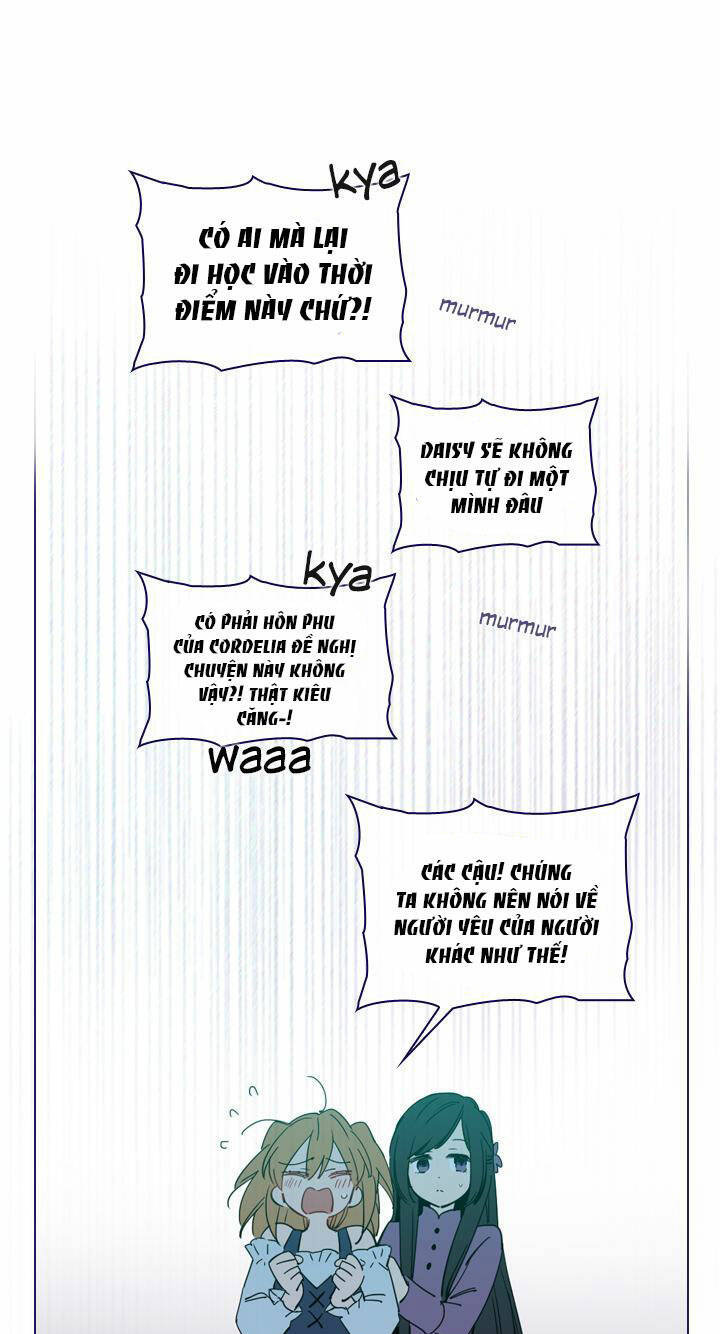 kya
CÓ AI MÀ LẠI
ĐI HỌC VÀO THỜI
ĐIỂM NÀY CHỨ?!
murmur
DAISY SẼ KHÔNG
CHỊU TỰ ĐI MỘT
MÌNH ĐÂU
kya
CÓ PHẢI HÔN PHU
CỦA CORDELIA ĐỀ NGHỊ
CHUYỆN NÀY KHÔNG
VẬY?! THẬT KIÊU
CĂNG-!
murmur
waaa
CÁC CẬU! CHÚNG
TA KHÔNG NÊN NÓI VỀ
NGƯỜI YÊU CỦA NGƯỜI
KHÁC NHƯ THẾ!